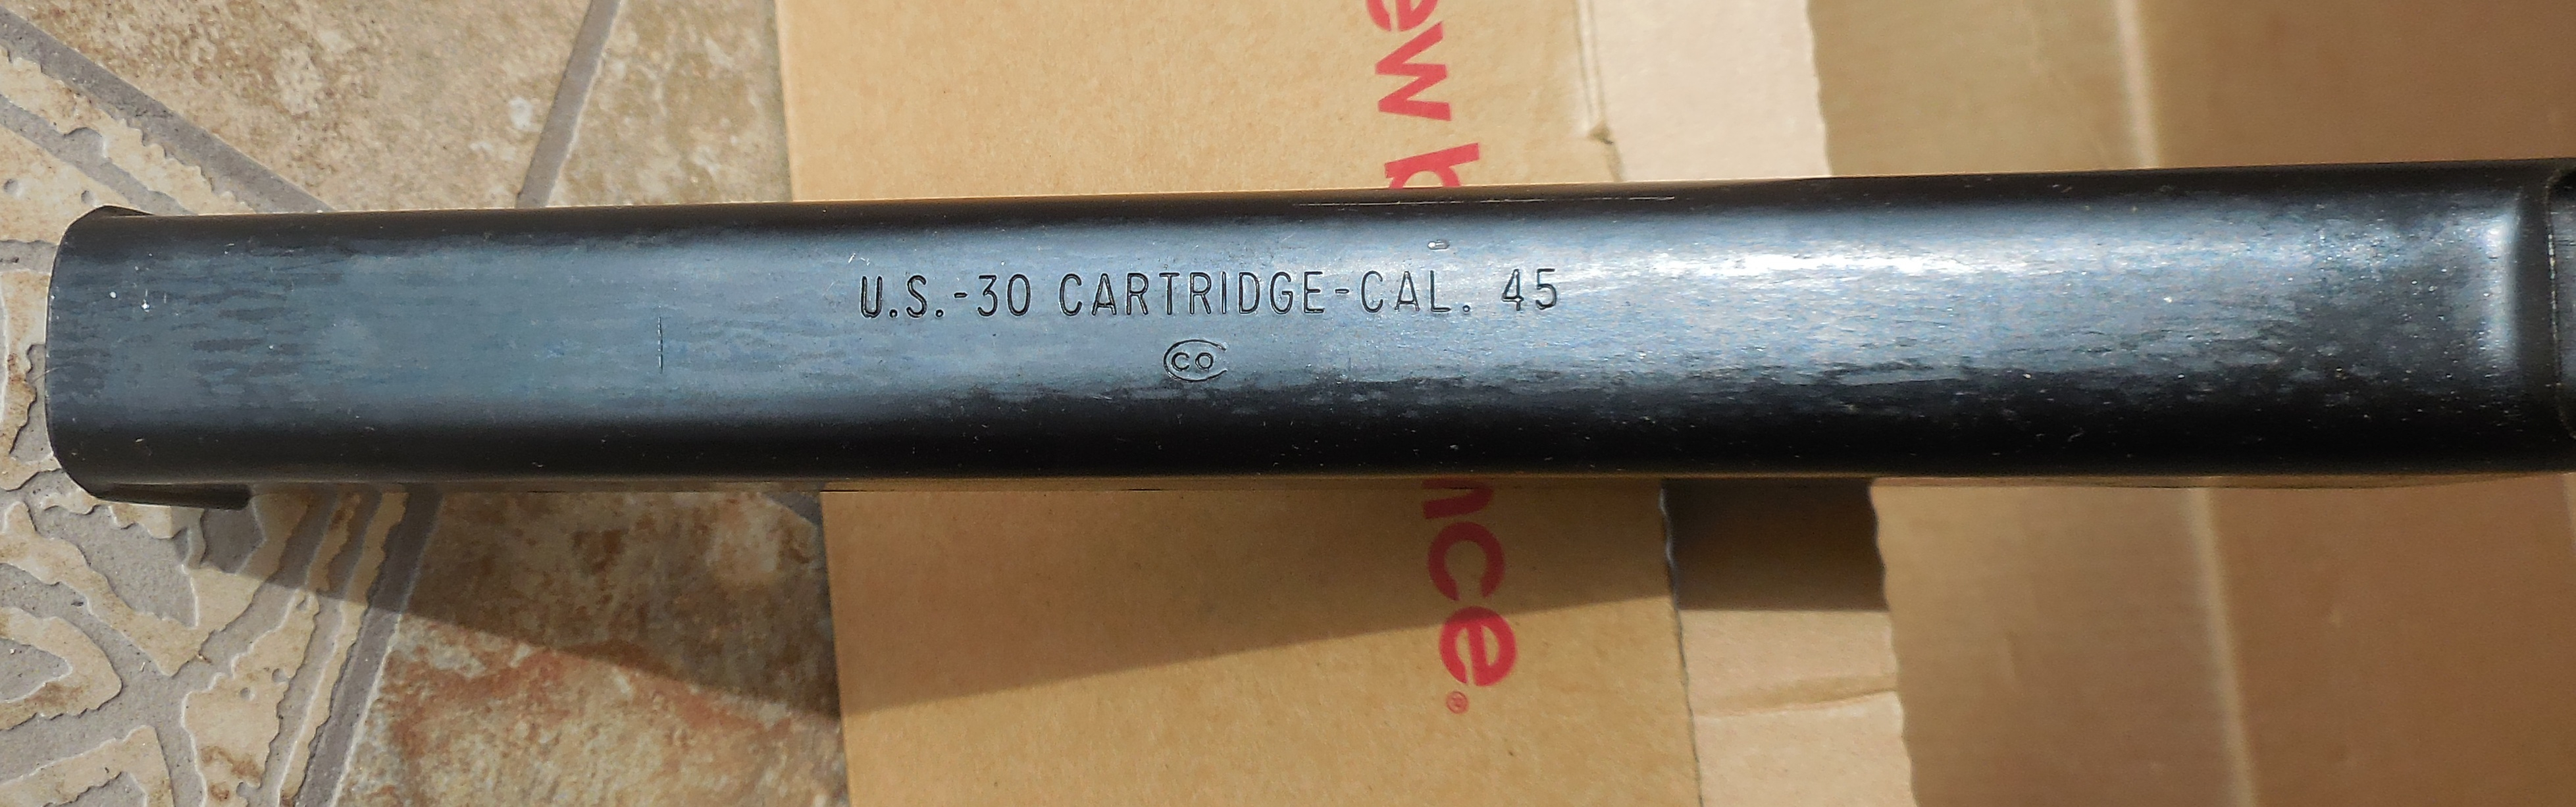 U.S.-30 CARTRIDGE-CAL. 45
CO
ew b
nce
®